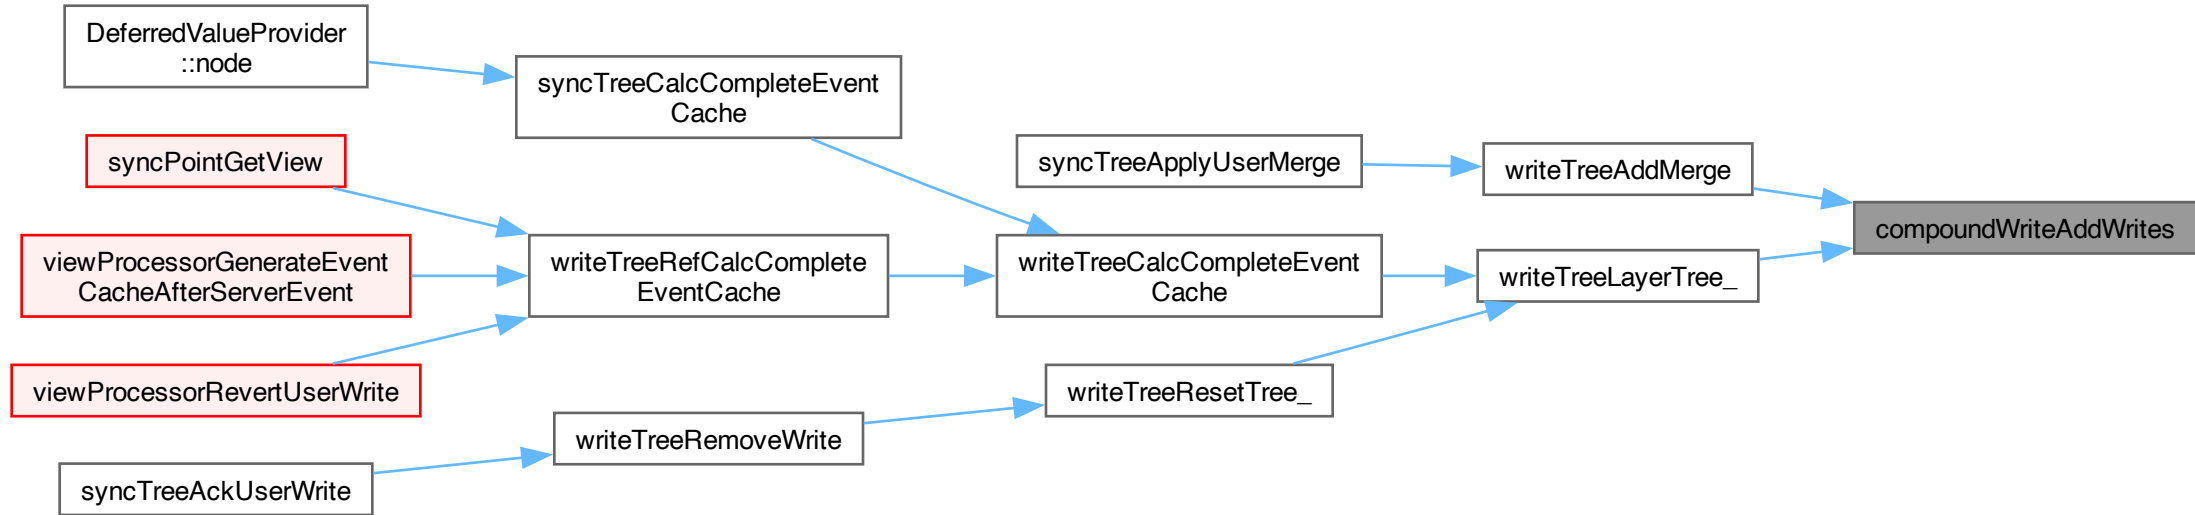 DeferredValueProvider
::node
syncTreeCalcCompleteEvent
Cache
syncPointGetView
syncTreeApplyUserMerge
writeTreeAddMerge
compoundWriteAddWrites
viewProcessorGenerateEvent
CacheAfterServerEvent
writeTreeRefCalcComplete
EventCache
writeTreeCalcCompleteEvent
Cache
writeTreeLayerTree_
viewProcessorRevertUserWrite
writeTreeResetTree_
writeTreeRemoveWrite
syncTreeAckUserWrite